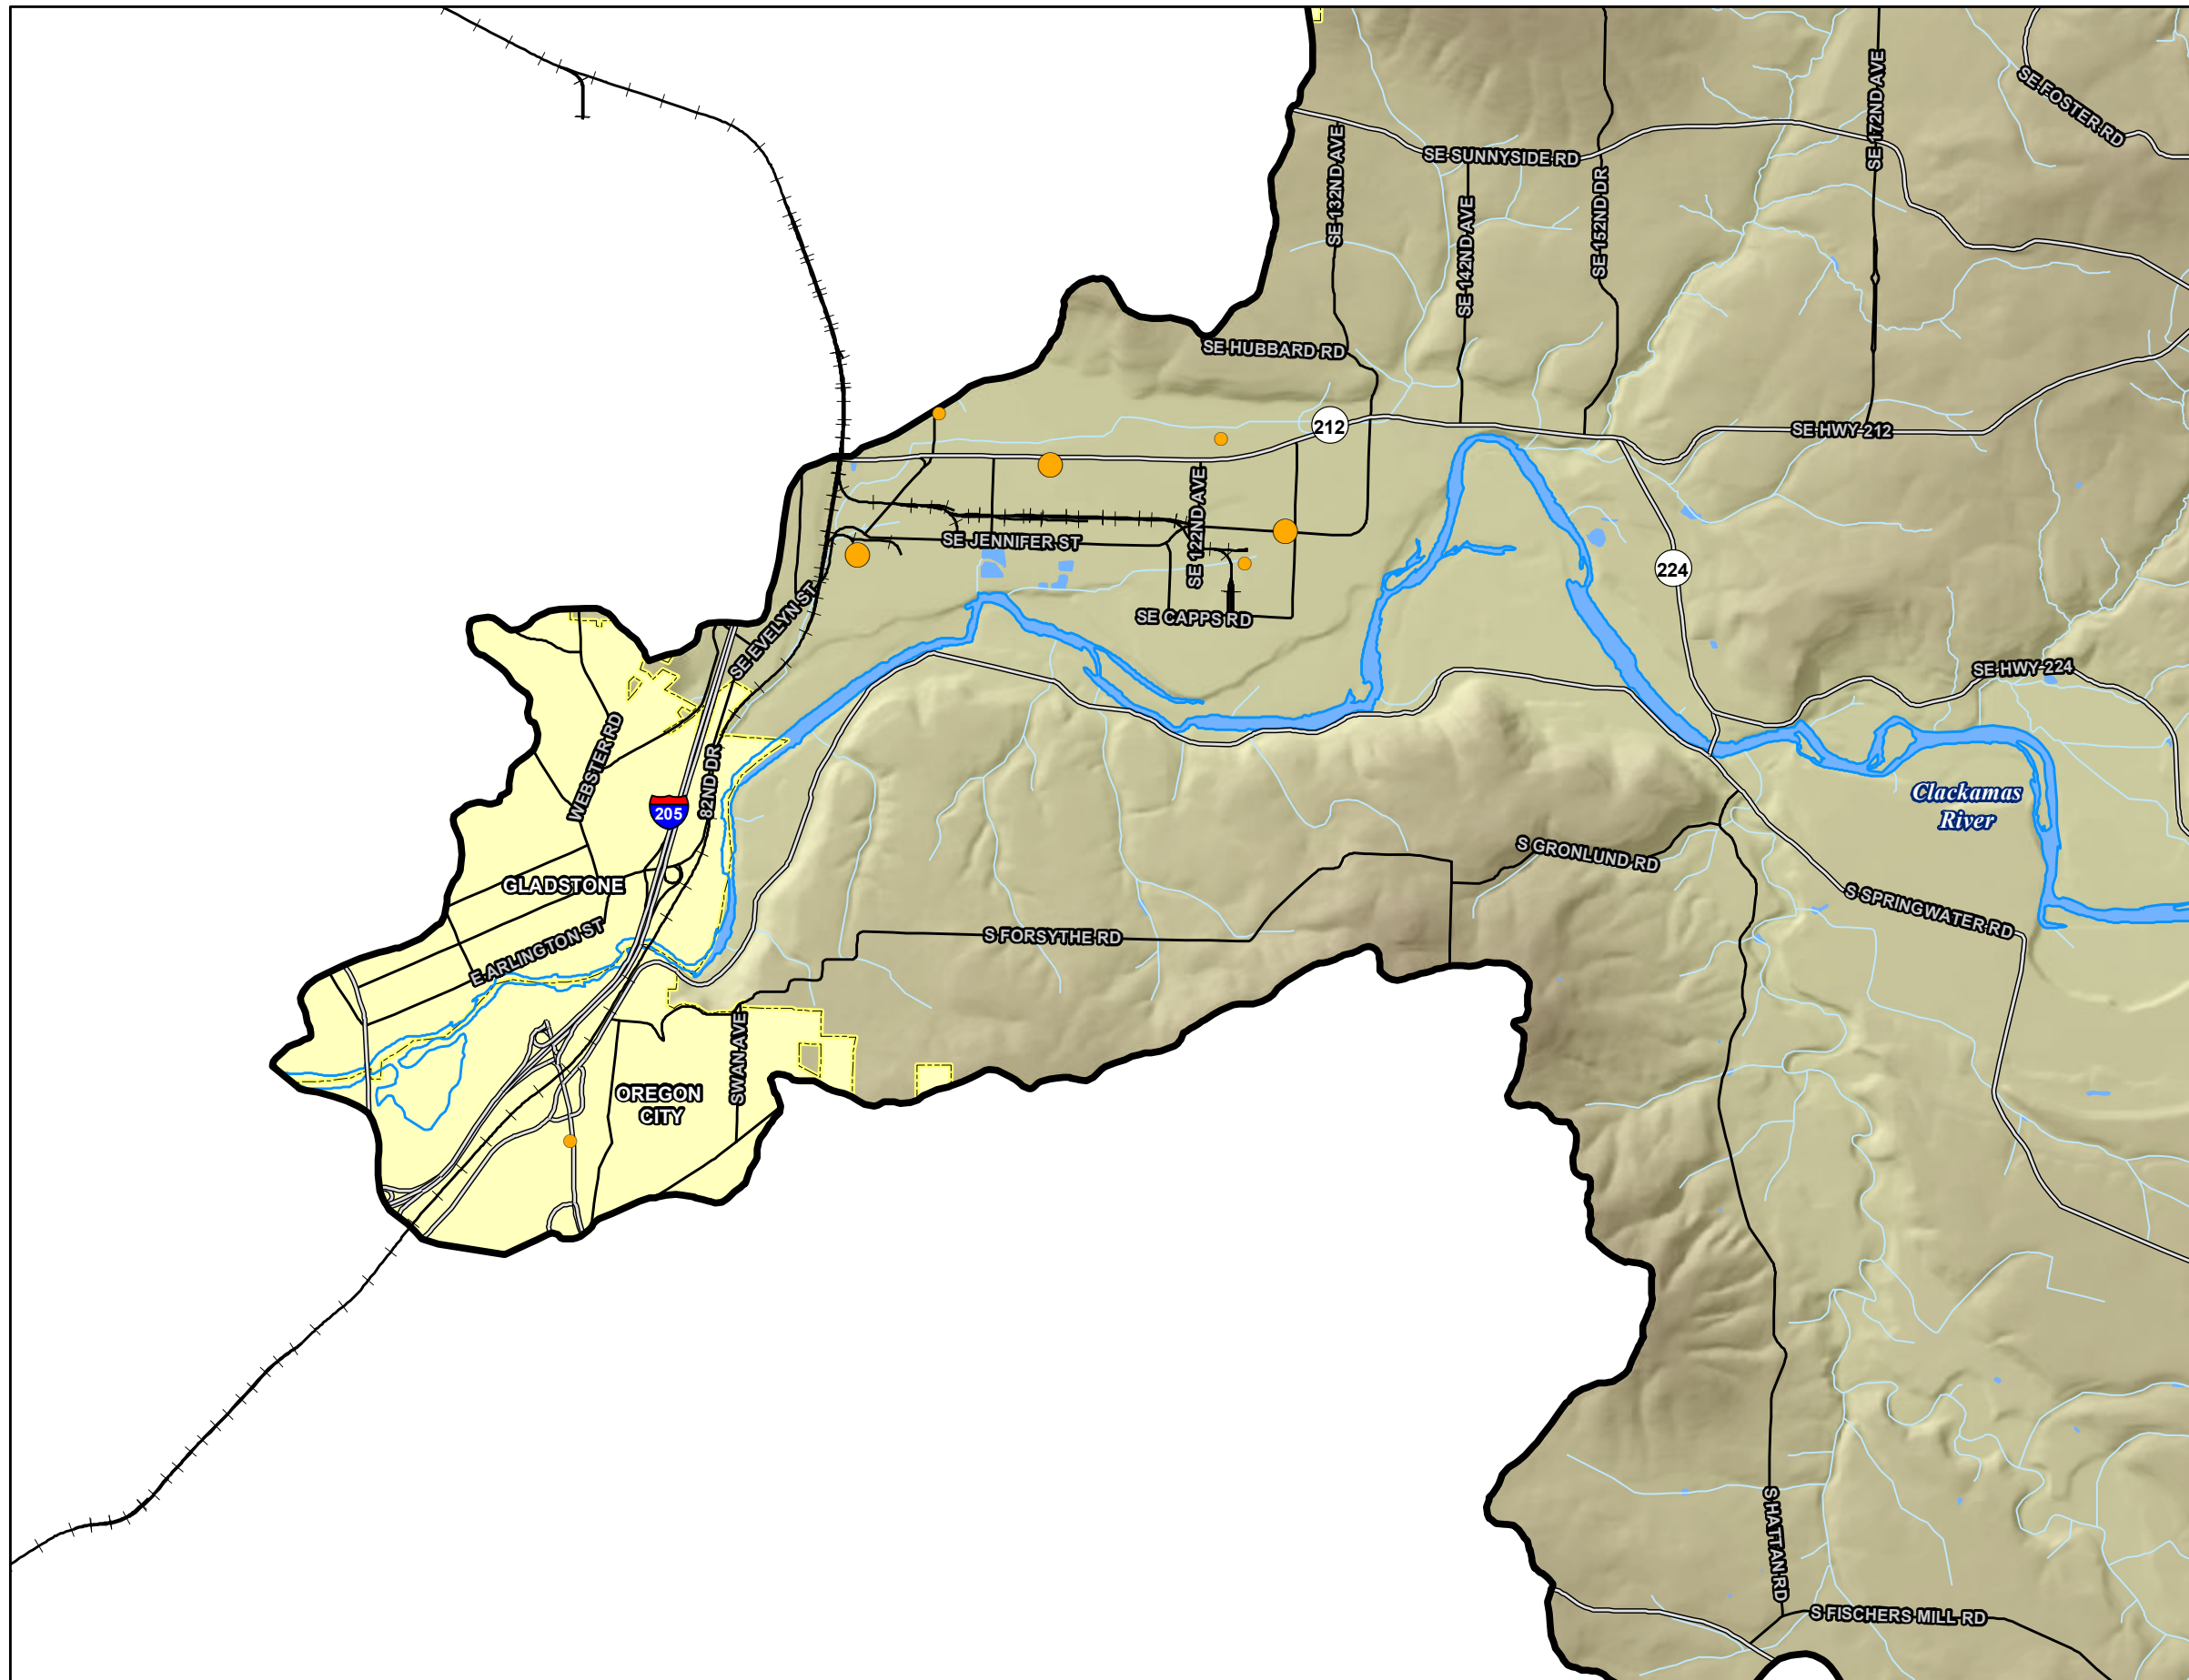 SE FOSTER RD
SE 172ND AVE
SE SUNNYSIDE RD
SE 132ND AVE
SE 142ND AVE
SE 152ND DR
SE HUBBARD RD
212
SE HWY 212
SE 122ND AVE
SE JENNIFER ST
224
SE CAPPS RD
SE EVELYN ST
SE HWY 224
WEBSTER RD
82ND DR
205
Clackamas
River
S GRONLUND RD
GLADSTONE
S SPRINGWATER RD
E ARLINGTON ST
S FORSYTHE RD
SWAN AVE
OREGON
CITY
S HATTAN RD
S FISCHERS MILL RD